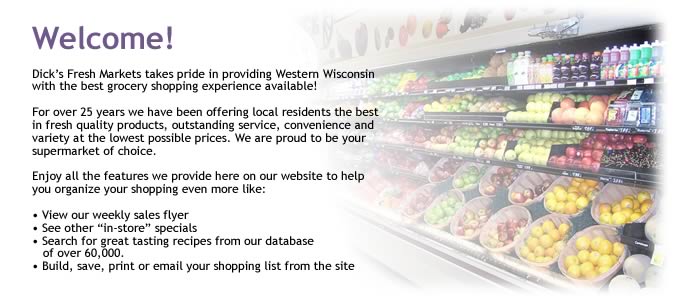 Welcome!
Dick's Fresh Markets takes pride in providing Western Wisconsin
with the best grocery shopping experience available!
For over 25 years we have been offering local residents the best
in fresh quality products, outstanding service, convenience and
variety at the lowest possible prices. We are proud to be your
supermarket of choice.
Enjoy all the features we provide here on our website to help
you organize your shopping even more like:
• View our weekly sales flyer
• See other “in-store” specials
• Search for great tasting recipes from our database
of over 60,000.
• Build, save, print or email your shopping list from the site